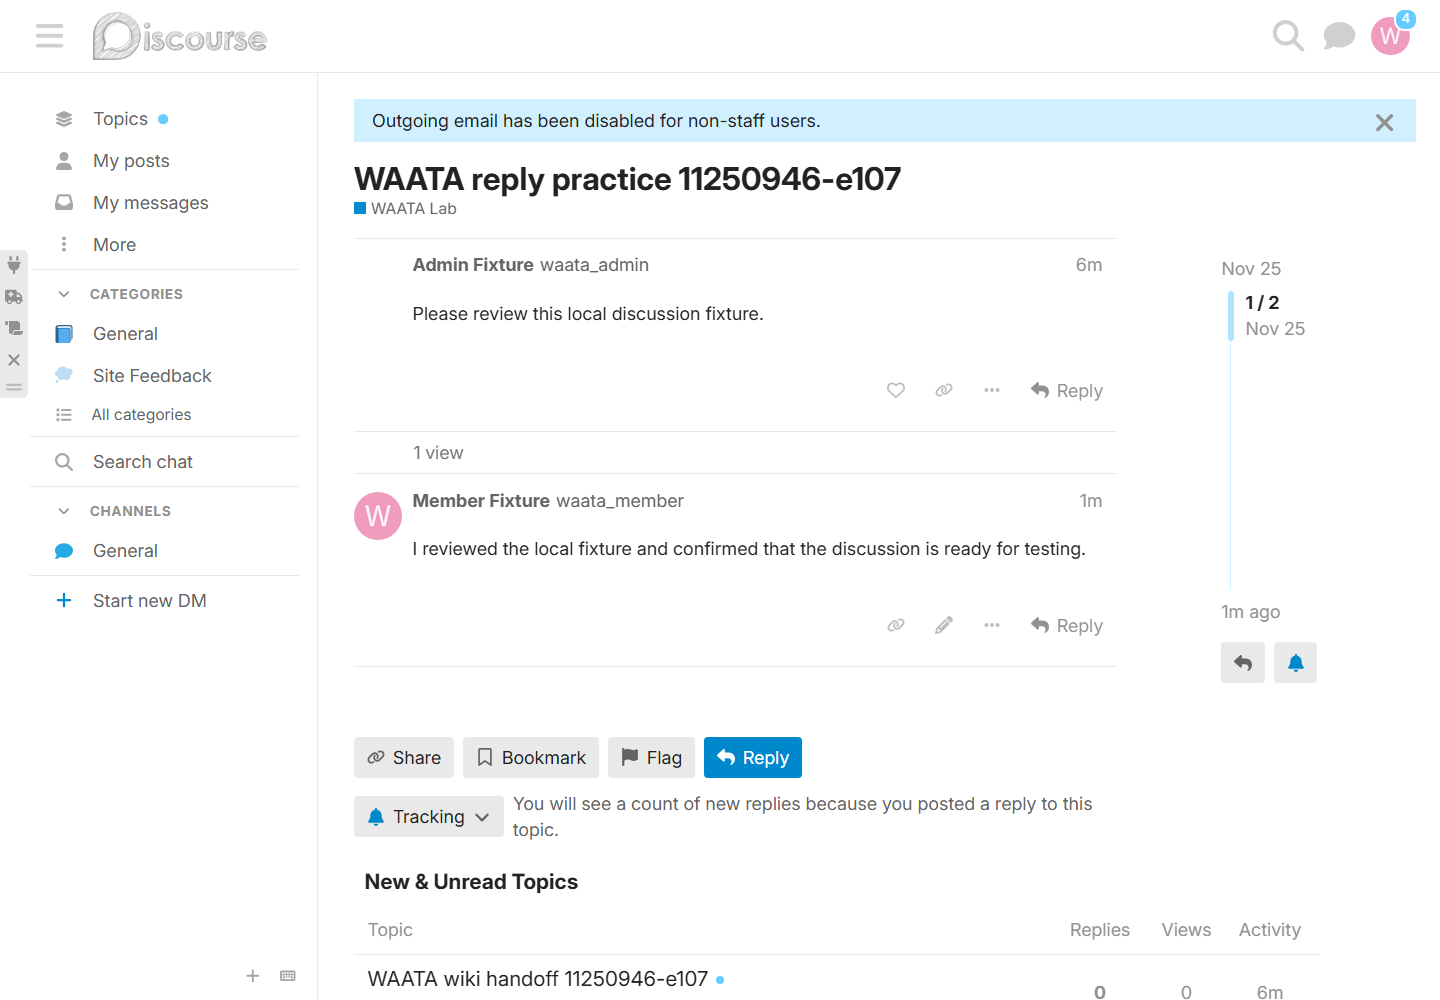 Discourse
W
4
Topics
My posts
My messages
More
CATEGORIES
General
Site Feedback
All categories
Search chat
CHANNELS
General
Start new DM
Outgoing email has been disabled for non-staff users.
WAATA reply practice 11250946-e107
WAATA Lab
Admin Fixture waata_admin 6m
Please review this local discussion fixture.
Reply
1 view
W
Member Fixture waata_member 1m
I reviewed the local fixture and confirmed that the discussion is ready for testing.
Reply
Nov 25
1 / 2
Nov 25
1m ago
Share Bookmark Flag Reply
Tracking
You will see a count of new replies because you posted a reply to this
topic.
New & Unread Topics
Topic Replies Views Activity
WAATA wiki handoff 11250946-e107
0 0 6m